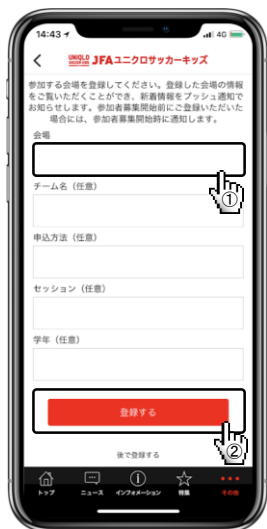 14:43
4G
UNIQLO JFAユニクロサッカーキッズ
参加する会場を登録してください。登録した会場の情報
をご覧いただくことができ、新着情報をプッシュ通知で
お知らせします。参加者募集開始前にご登録いただいた
場合には、参加者募集開始時に通知します。
会場
①
チーム名（任意）
申込方法（任意）
セッション（任意）
学年（任意）
登録する
②
後で登録する
トップ ニュース インフォメーション 特集 その他